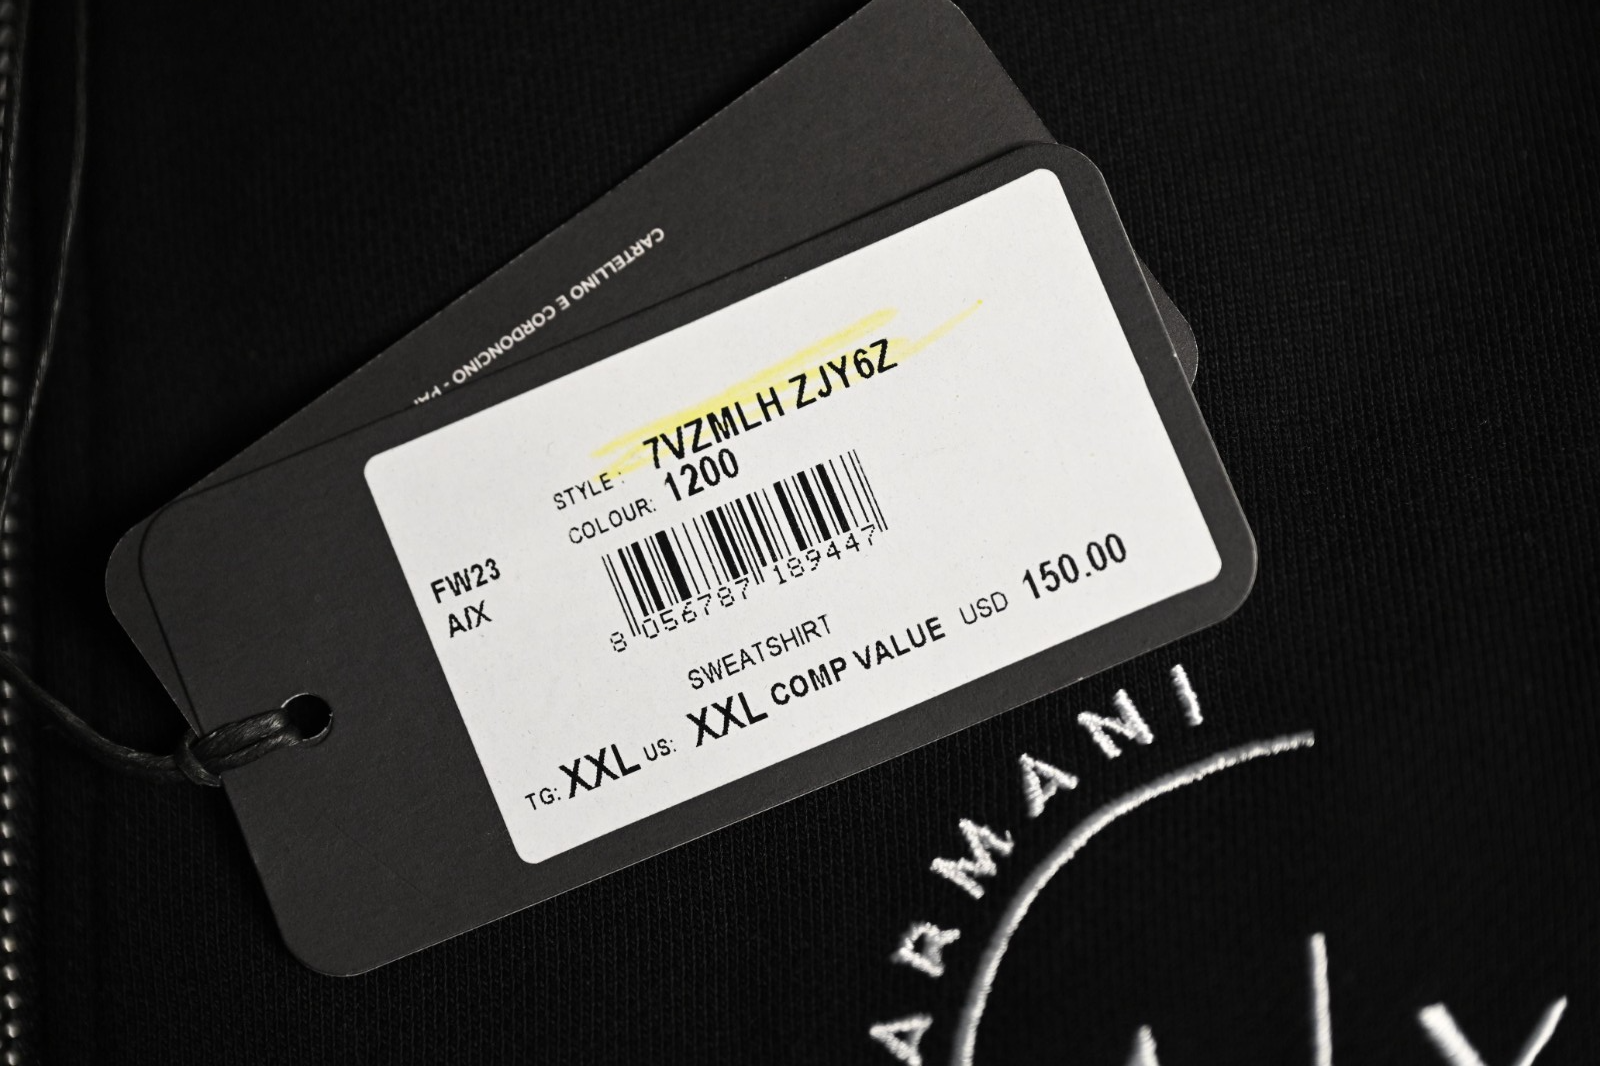 CARTELLINO E CORDONCINO -
STYLE : 7VZMLH ZJY6Z
COLOUR: 1200
FW23
A/X
8 056787 189447
SWEATSHIRT
TG: XXL US: XXL COMP VALUE USD 150.00
ARMANI
A/X